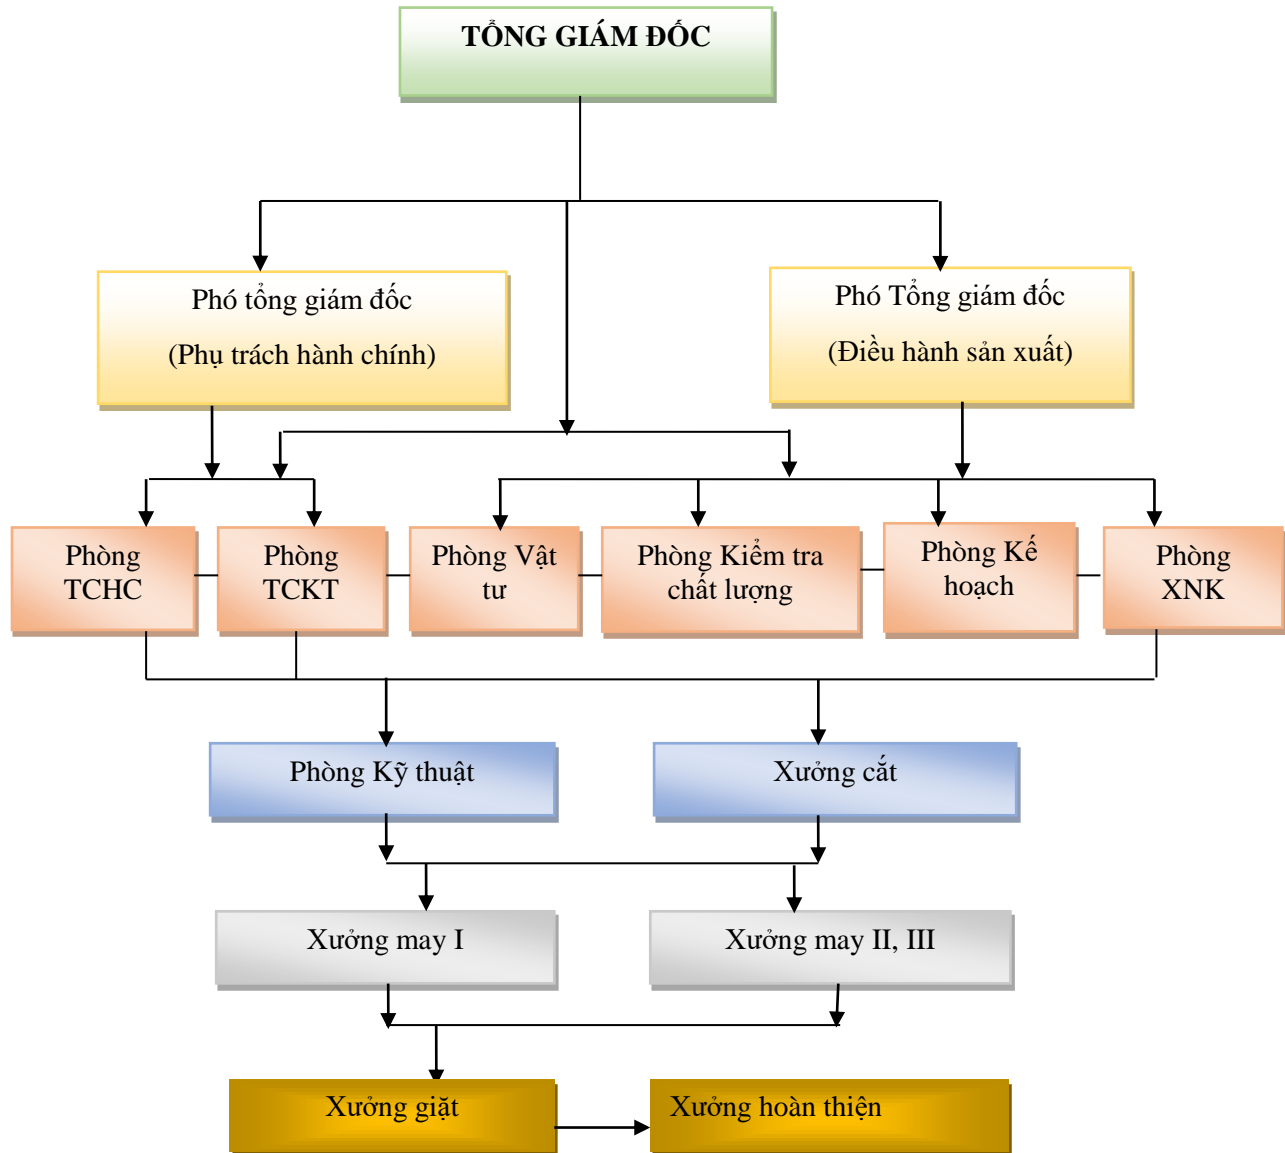 TỔNG GIÁM ĐỐC
Phó tổng giám đốc
(Phụ trách hành chính)
Phó Tổng giám đốc
(Điều hành sản xuất)
Phòng
TCHC
Phòng
TCKT
Phòng Vật
tư
Phòng Kiểm tra
chất lượng
Phòng Kế
hoạch
Phòng
XNK
Phòng Kỹ thuật
Xưởng cắt
Xưởng may I
Xưởng may II, III
Xưởng giặt
Xưởng hoàn thiện